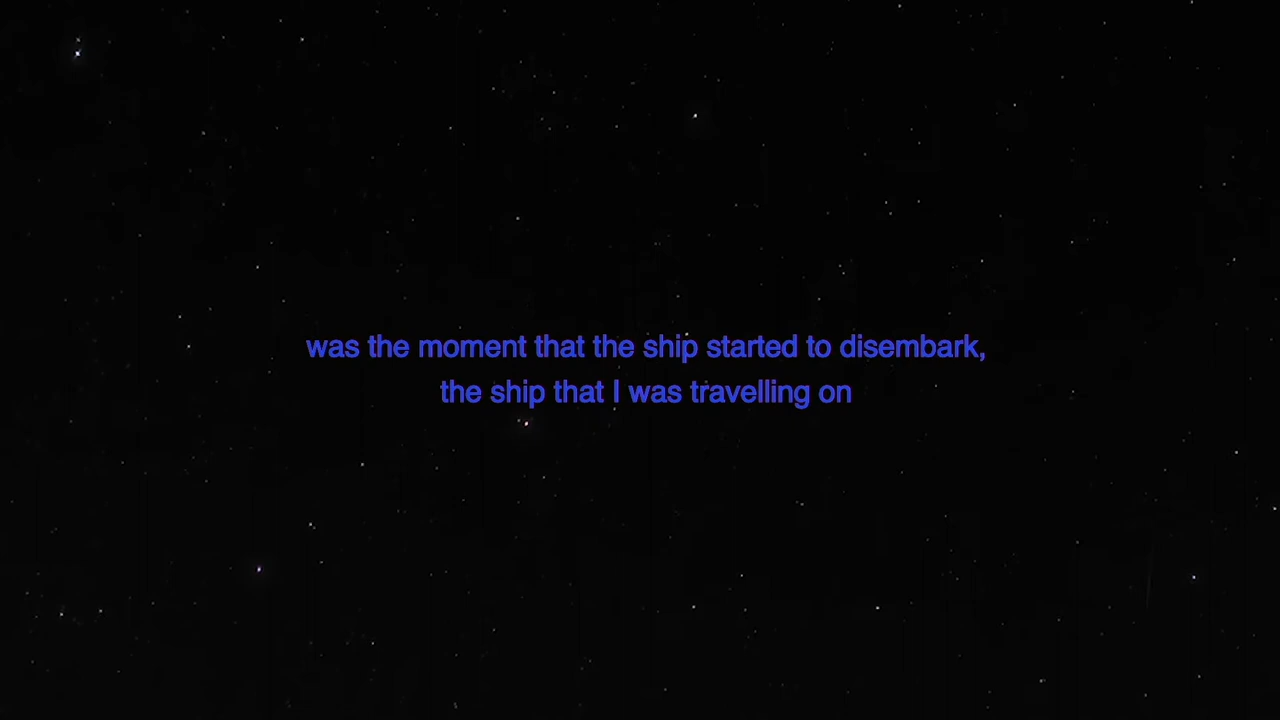 was the moment that the ship started to disembark,
the ship that I was travelling on